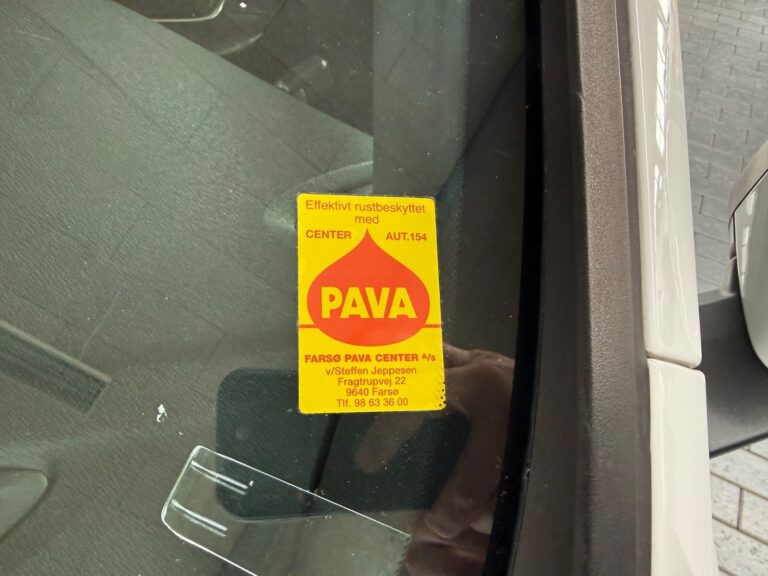 Effektivt rustbeskyttet
med
CENTER AUT.154
PAVA
FARSØ PAVA CENTER A/s
v/Steffen Jeppesen
Fragtrupvej 22
9640 Farsø
Tlf. 98 63 36 00